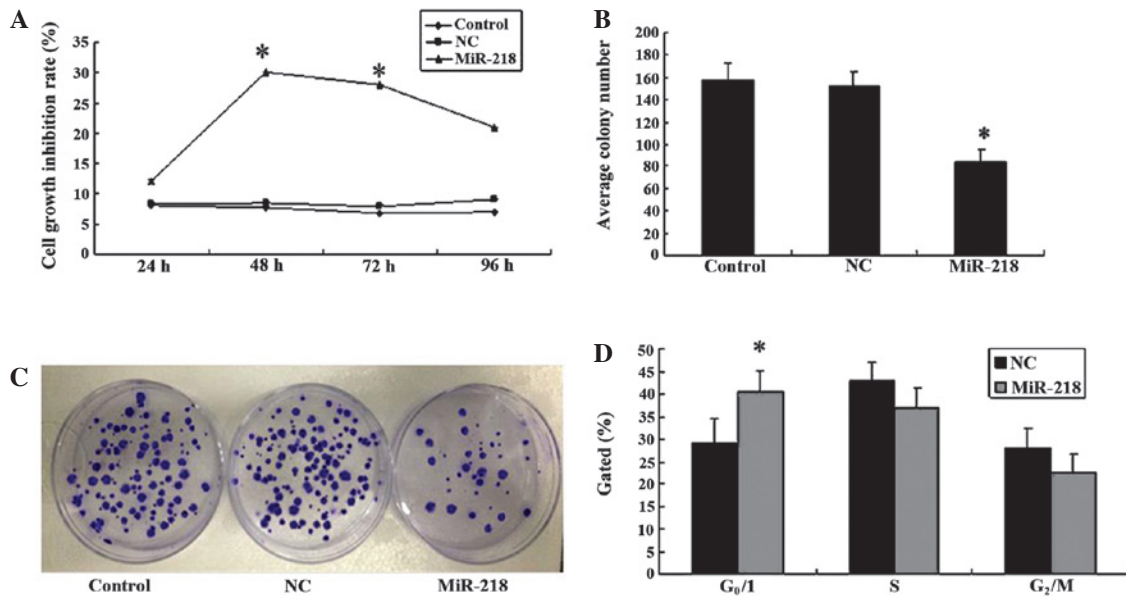 A
Cell growth inhibition rate (%)
35
30
25
20
15
10
5
0
24 h 48 h 72 h 96 h
* *
Control
NC
MiR-218
B
Average colony number
200
180
160
140
120
100
80
60
40
20
0
*
Control NC MiR-218
C
Control NC MiR-218
D
Gated (%)
50
45
40
35
30
25
20
15
10
5
0
*
NC
MiR-218
G₀/1 S G₂/M